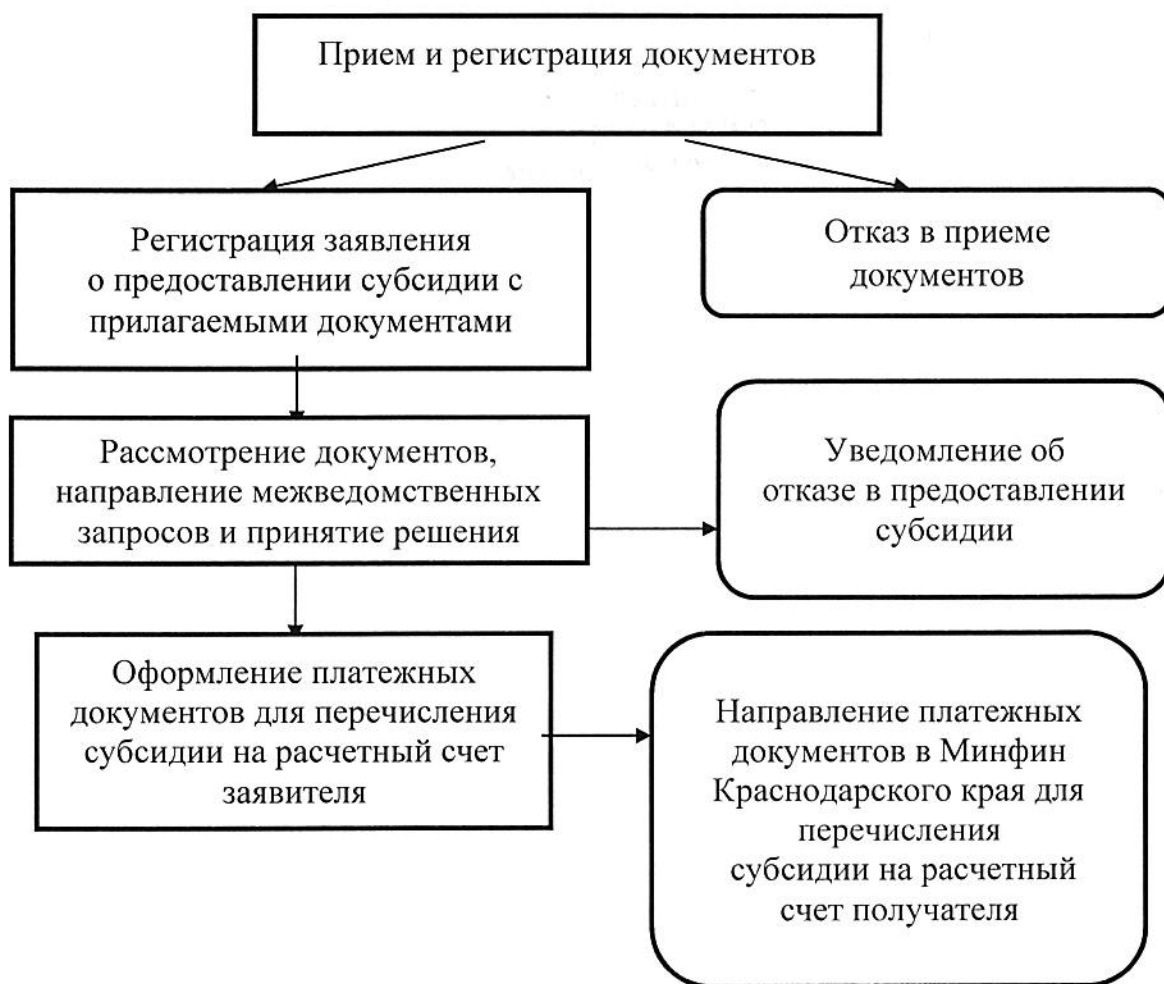 Прием и регистрация документов
Регистрация заявления
о предоставлении субсидии с
прилагаемыми документами
Отказ в приеме
документов
Рассмотрение документов,
направление межведомственных
запросов и принятие решения
Уведомление об
отказе в предоставлении
субсидии
Оформление платежных
документов для перечисления
субсидии на расчетный счет
заявителя
Направление платежных
документов в Минфин
Краснодарского края для
перечисления
субсидии на расчетный
счет получателя